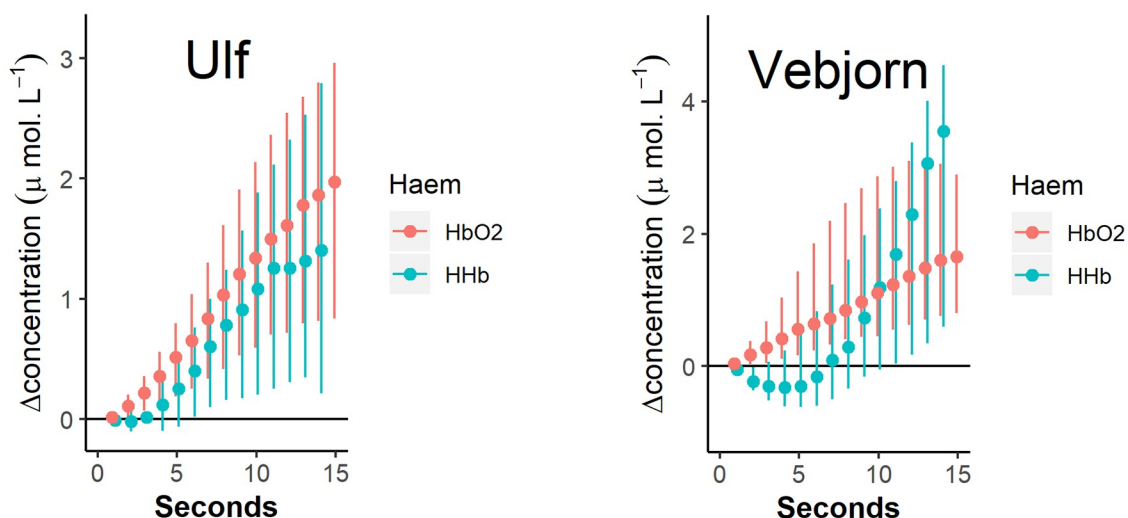 Ulf
Δconcentration (μ mol. L⁻¹)
3
2
1
0
0 5 10 15
Seconds
Haem
HbO2
HHb
Vebjorn
Δconcentration (μ mol. L⁻¹)
4
2
0
0 5 10 15
Seconds
Haem
HbO2
HHb